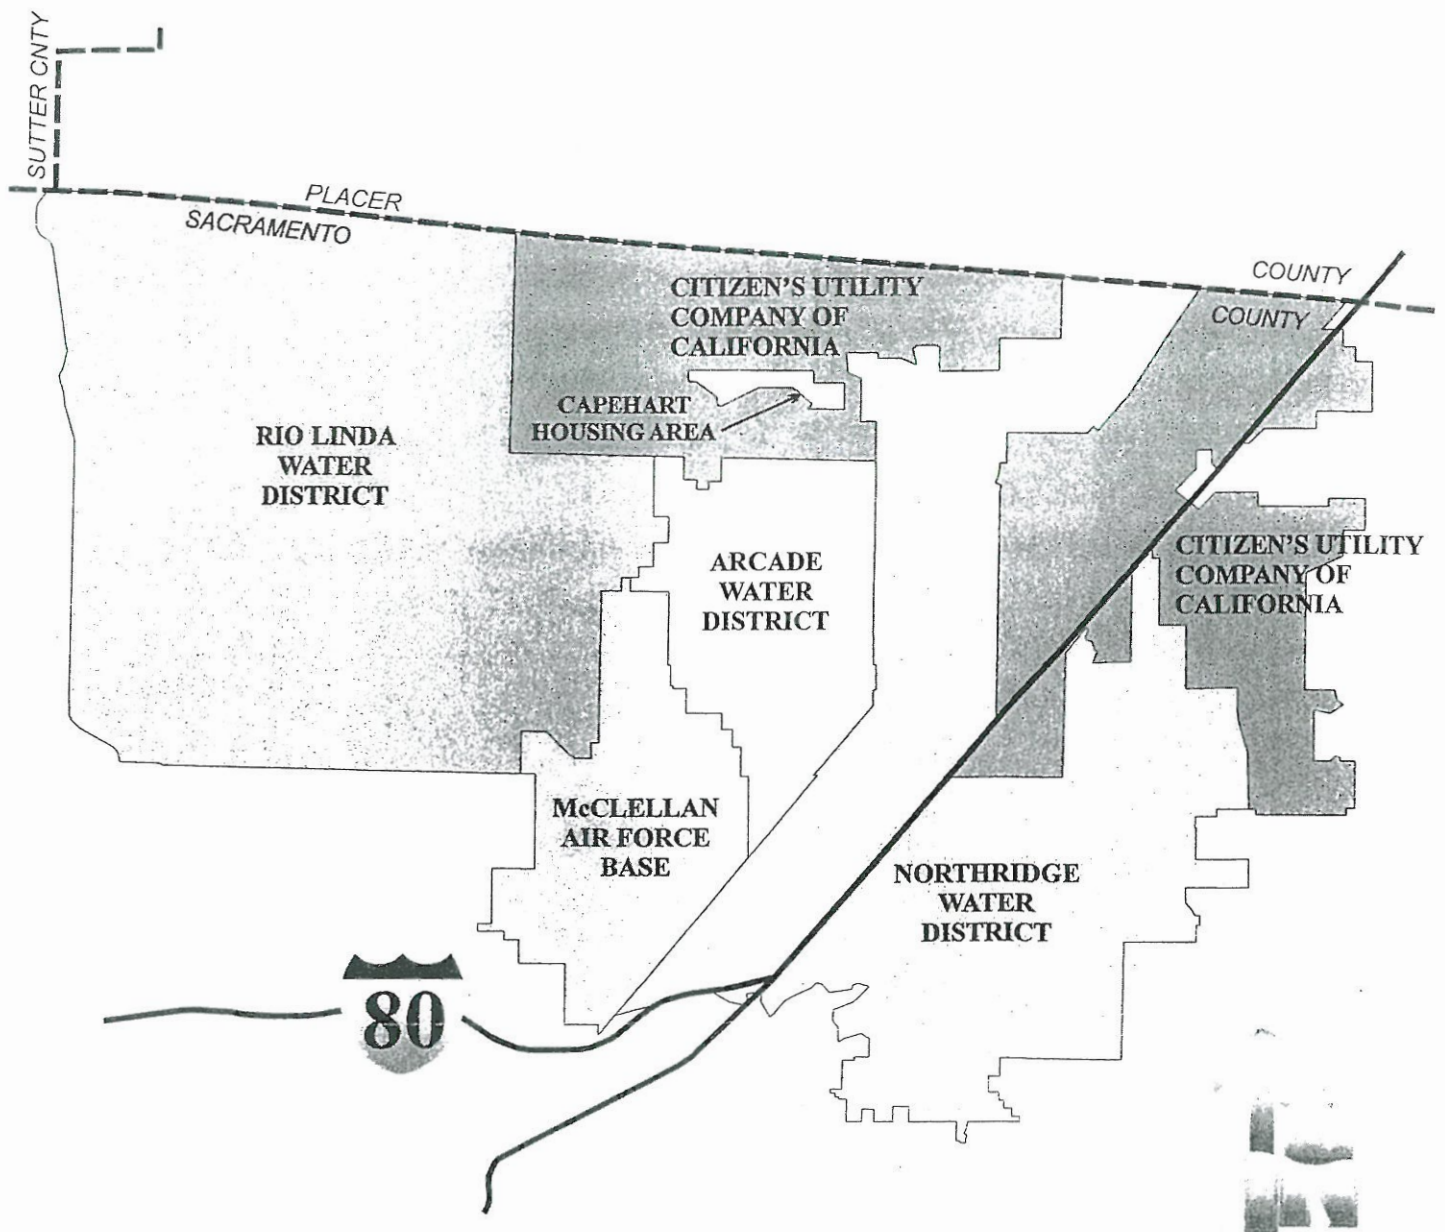 SUTTER CNTY
PLACER
SACRAMENTO
COUNTY
COUNTY
CITIZEN'S UTILITY
COMPANY OF
CALIFORNIA
CAPEHART
HOUSING AREA
RIO LINDA
WATER
DISTRICT
ARCADE
WATER
DISTRICT
CITIZEN'S UTILITY
COMPANY OF
CALIFORNIA
McCLELLAN
AIR FORCE
BASE
NORTHRIDGE
WATER
DISTRICT
80